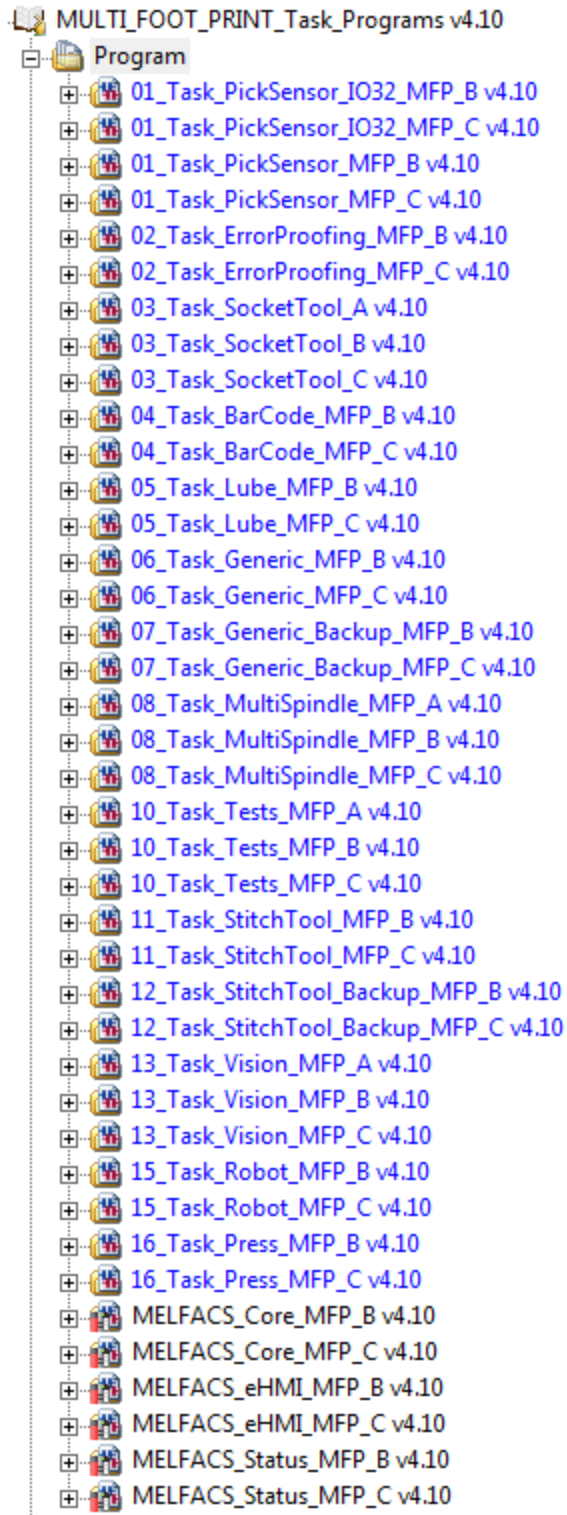 MULTI_FOOT_PRINT_Task_Programs v4.10
Program
01_Task_PickSensor_IO32_MFP_B v4.10
01_Task_PickSensor_IO32_MFP_C v4.10
01_Task_PickSensor_MFP_B v4.10
01_Task_PickSensor_MFP_C v4.10
02_Task_ErrorProofing_MFP_B v4.10
02_Task_ErrorProofing_MFP_C v4.10
03_Task_SocketTool_A v4.10
03_Task_SocketTool_B v4.10
03_Task_SocketTool_C v4.10
04_Task_BarCode_MFP_B v4.10
04_Task_BarCode_MFP_C v4.10
05_Task_Lube_MFP_B v4.10
05_Task_Lube_MFP_C v4.10
06_Task_Generic_MFP_B v4.10
06_Task_Generic_MFP_C v4.10
07_Task_Generic_Backup_MFP_B v4.10
07_Task_Generic_Backup_MFP_C v4.10
08_Task_MultiSpindle_MFP_A v4.10
08_Task_MultiSpindle_MFP_B v4.10
08_Task_MultiSpindle_MFP_C v4.10
10_Task_Tests_MFP_A v4.10
10_Task_Tests_MFP_B v4.10
10_Task_Tests_MFP_C v4.10
11_Task_StitchTool_MFP_B v4.10
11_Task_StitchTool_MFP_C v4.10
12_Task_StitchTool_Backup_MFP_B v4.10
12_Task_StitchTool_Backup_MFP_C v4.10
13_Task_Vision_MFP_A v4.10
13_Task_Vision_MFP_B v4.10
13_Task_Vision_MFP_C v4.10
15_Task_Robot_MFP_B v4.10
15_Task_Robot_MFP_C v4.10
16_Task_Press_MFP_B v4.10
16_Task_Press_MFP_C v4.10
MELFACS_Core_MFP_B v4.10
MELFACS_Core_MFP_C v4.10
MELFACS_eHMI_MFP_B v4.10
MELFACS_eHMI_MFP_C v4.10
MELFACS_Status_MFP_B v4.10
MELFACS_Status_MFP_C v4.10